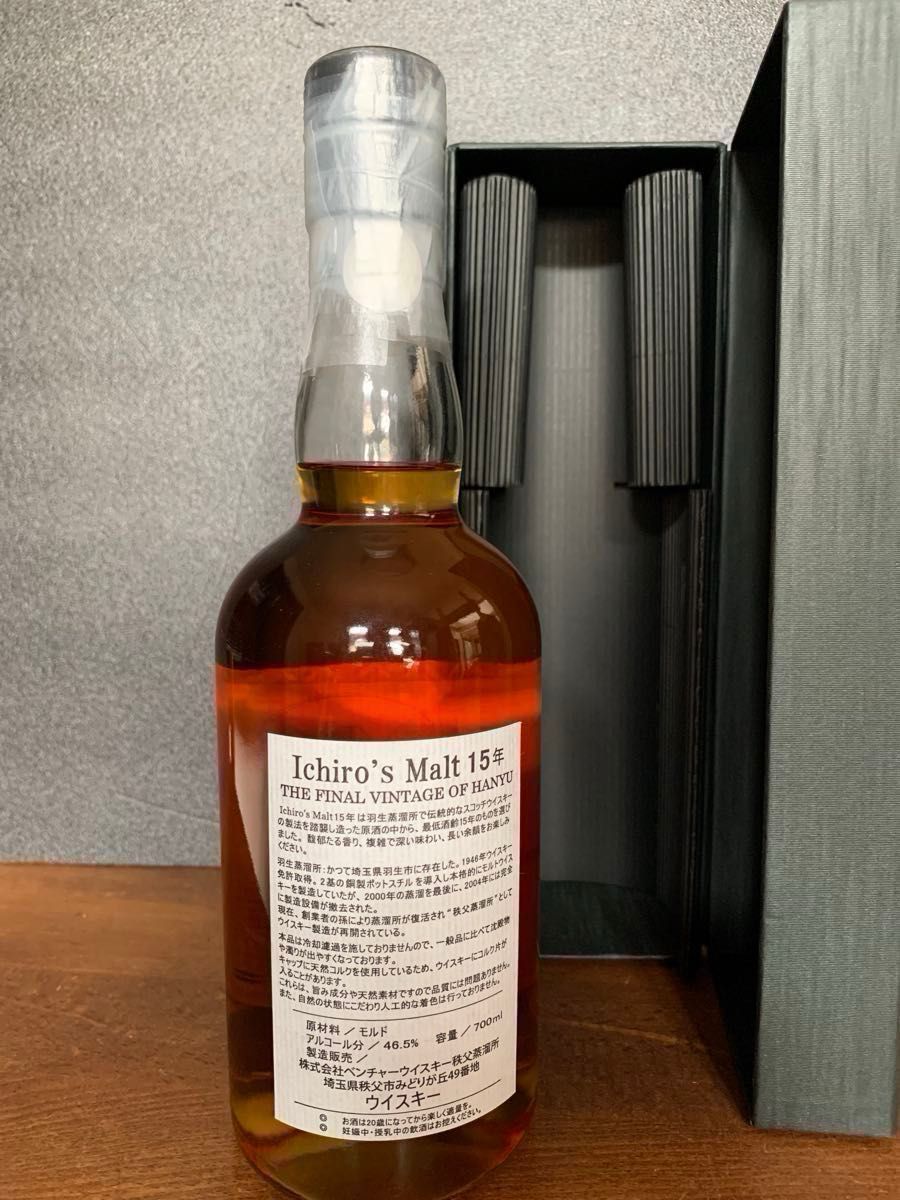 Ichiro's Malt 15年
THE FINAL VINTAGE OF HANYU
Ichiro's Malt15年は羽生蒸溜所で伝統的なスコッチウイスキー
の製法を踏襲し造った原酒の中から、最低酒齢15年のものを選び
ました。馥郁たる香り、複雑で深い味わい、長い余韻をお楽しみ
ください。
羽生蒸溜所：かつて埼玉県羽生市に存在した。1946年ウイスキー
免許取得。2基の銅製ポットスチルを導入し本格的にモルトウイス
キーを製造していたが、2000年の蒸溜を最後に、2004年には完全
に製造設備が撤去された。
現在、創業者の孫により蒸溜所が復活され“秩父蒸溜所”として
ウイスキー製造が再開されている。
本品は冷却濾過を施しておりませんので、一般品に比べて沈殿物
や濁りが出やすくなっております。
キャップに天然コルクを使用しているため、ウイスキーにコルク片が
入ることがあります。
これらは、旨み成分や天然素材ですので品質には問題ありません。
また、自然の状態にこだわり人工的な着色は行っておりません。
原材料／モルド
アルコール分／46.5% 容量／700ml
製造販売／
株式会社ベンチャーウイスキー秩父蒸溜所
埼玉県秩父市みどりが丘49番地
ウイスキー
◎ お酒は20歳になってから楽しく適量を。
◎ 妊娠中・授乳中の飲酒はお控えください。